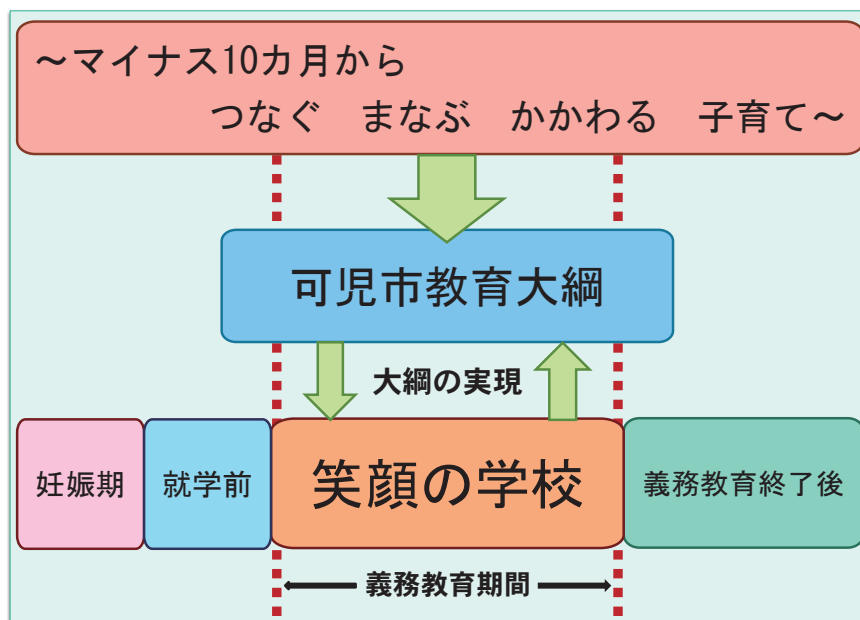 ～マイナス10カ月から
つなぐ　まなぶ　かかわる　子育て～
可児市教育大綱
大綱の実現
妊娠期
就学前
笑顔の学校
義務教育終了後
義務教育期間